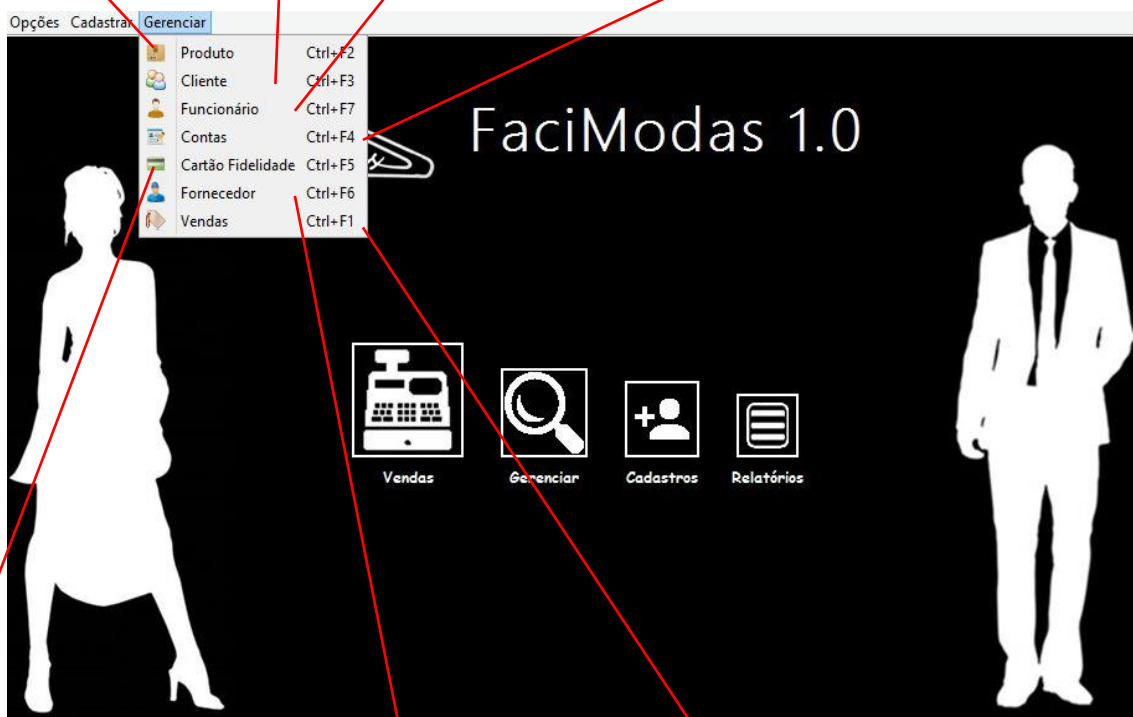 Opções Cadastrar Gerenciar
Produto Ctrl+F2
Cliente Ctrl+F3
Funcionário Ctrl+F7
Contas Ctrl+F4
Cartão Fidelidade Ctrl+F5
Fornecedor Ctrl+F6
Vendas Ctrl+F1
FaciModas 1.0
Vendas Gerenciar Cadastros Relatórios